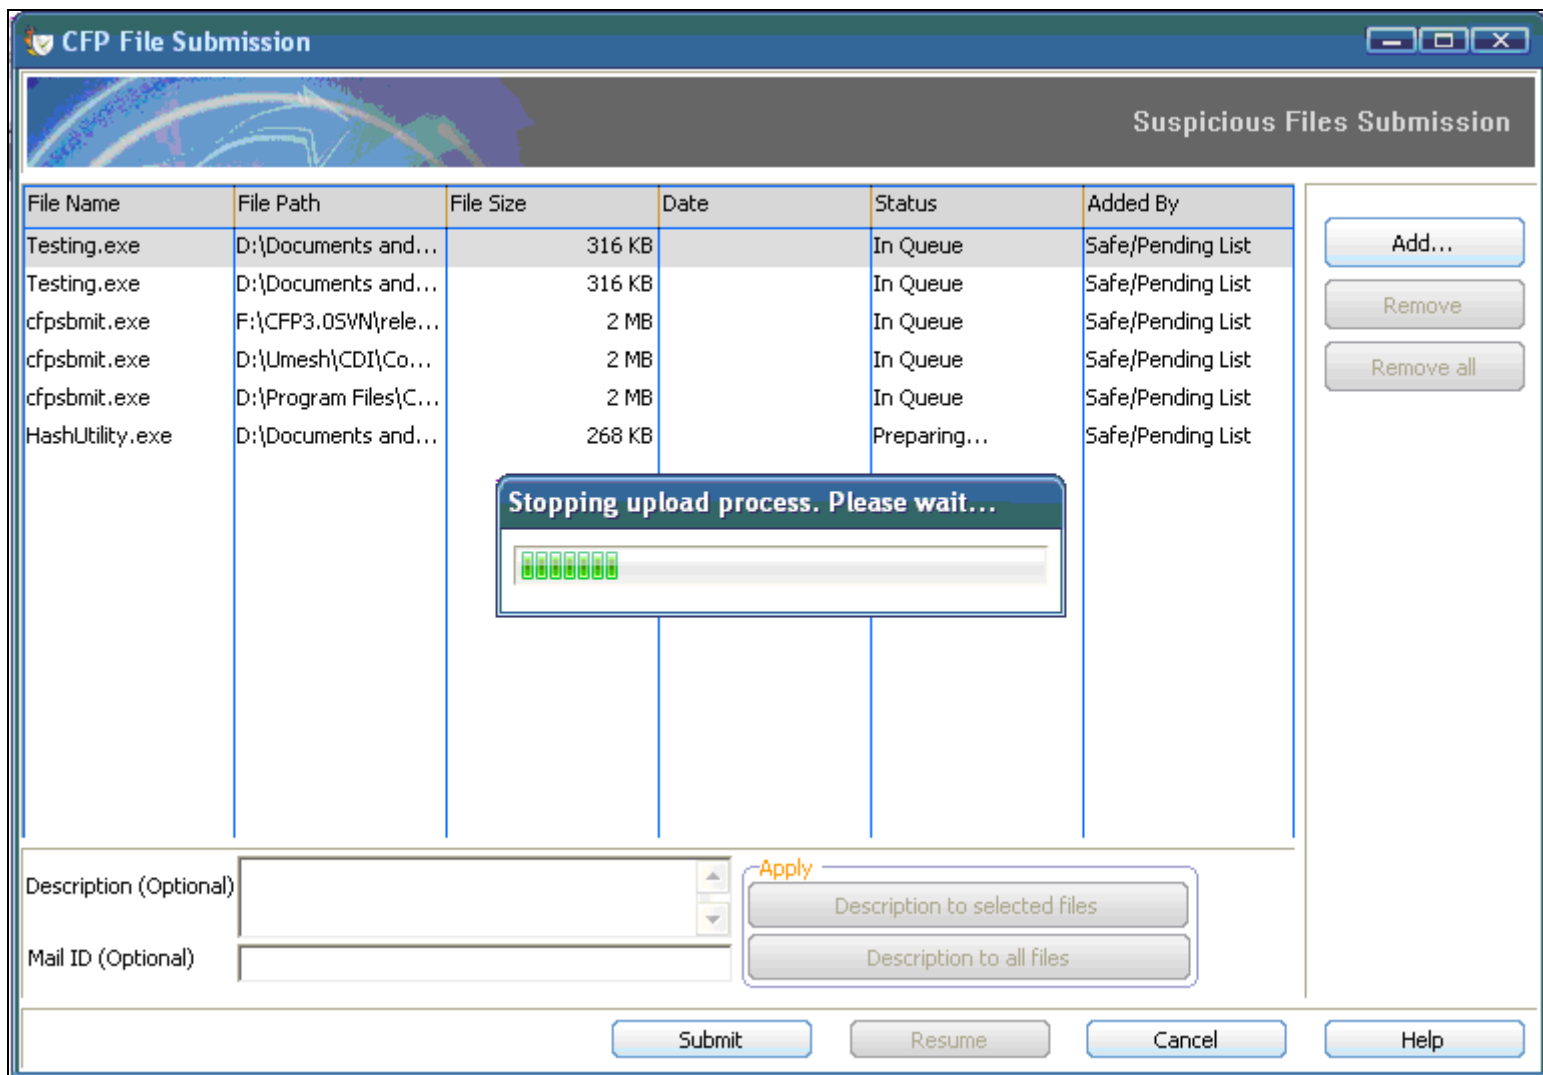 CFP File Submission
Suspicious Files Submission
File Name File Path File Size Date Status Added By
Testing.exe D:\Documents and... 316 KB In Queue Safe/Pending List
Testing.exe D:\Documents and... 316 KB In Queue Safe/Pending List
cfpsbmit.exe F:\CFP3.0SVN\rele... 2 MB In Queue Safe/Pending List
cfpsbmit.exe D:\Umesh\CDI\Co... 2 MB In Queue Safe/Pending List
cfpsbmit.exe D:\Program Files\C... 2 MB In Queue Safe/Pending List
HashUtility.exe D:\Documents and... 268 KB Preparing... Safe/Pending List
Add...
Remove
Remove all
Stopping upload process. Please wait...
Description (Optional)
Mail ID (Optional)
Apply
Description to selected files
Description to all files
Submit Resume Cancel Help